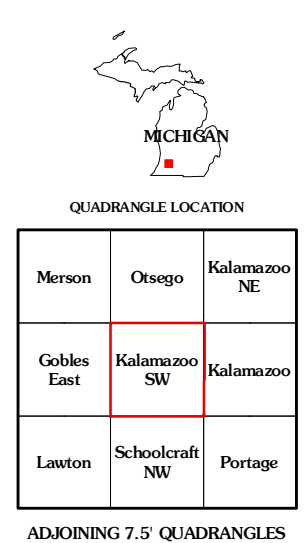 MICHIGAN
QUADRANGLE LOCATION
Merson
Otsego
Kalamazoo
NE
Gobles
East
Kalamazoo
SW
Kalamazoo
Lawton
Schoolcraft
NW
Portage
ADJOINING 7.5' QUADRANGLES